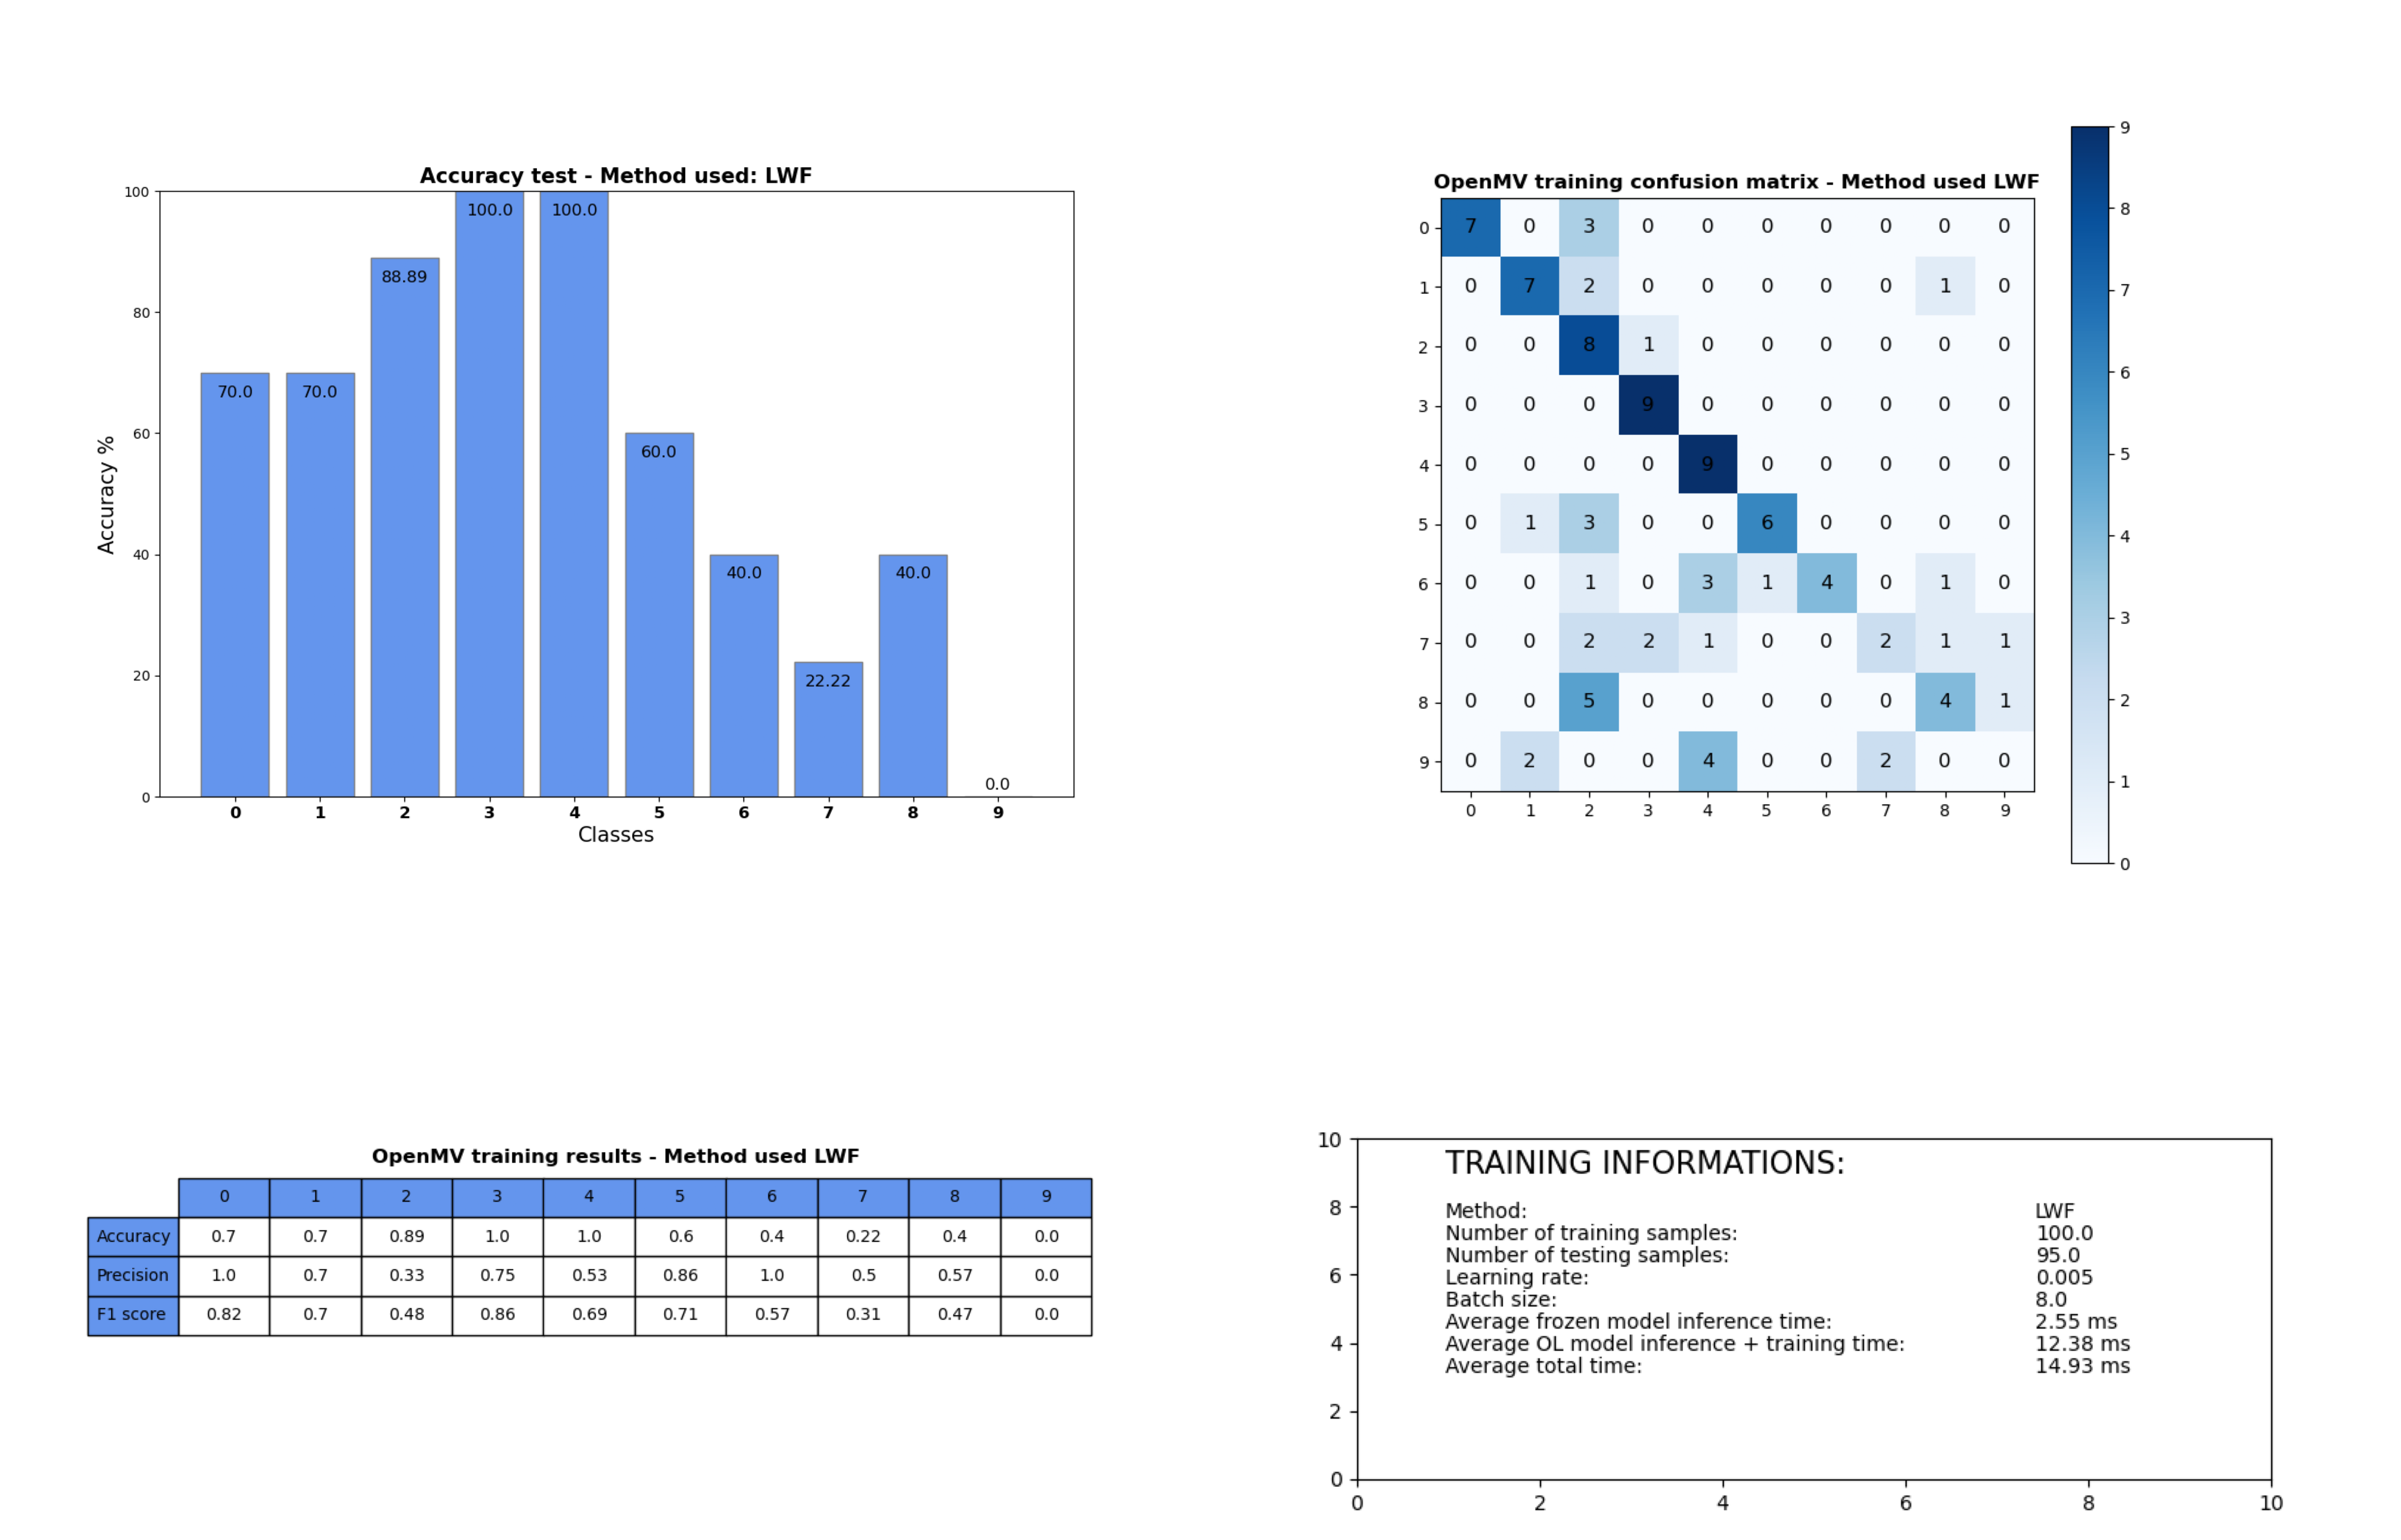 Accuracy test - Method used: LWF
Accuracy %
100
80
60
40
20
0
70.0
70.0
88.89
100.0
100.0
60.0
40.0
22.22
40.0
0.0
0 1 2 3 4 5 6 7 8 9
Classes
OpenMV training confusion matrix - Method used LWF
0 7 0 3 0 0 0 0 0 0 0
1 0 7 2 0 0 0 0 0 1 0
2 0 0 8 1 0 0 0 0 0 0
3 0 0 0 9 0 0 0 0 0 0
4 0 0 0 0 9 0 0 0 0 0
5 0 1 3 0 0 6 0 0 0 0
6 0 0 1 0 3 1 4 0 1 0
7 0 0 2 2 1 0 0 2 1 1
8 0 0 5 0 0 0 0 0 4 1
9 0 2 0 0 4 0 0 2 0 0
0 1 2 3 4 5 6 7 8 9
9
8
7
6
5
4
3
2
1
0
OpenMV training results - Method used LWF
0 1 2 3 4 5 6 7 8 9
Accuracy 0.7 0.7 0.89 1.0 1.0 0.6 0.4 0.22 0.4 0.0
Precision 1.0 0.7 0.33 0.75 0.53 0.86 1.0 0.5 0.57 0.0
F1 score 0.82 0.7 0.48 0.86 0.69 0.71 0.57 0.31 0.47 0.0
10
8
6
4
2
0
TRAINING INFORMATIONS:
Method: LWF
Number of training samples: 100.0
Number of testing samples: 95.0
Learning rate: 0.005
Batch size: 8.0
Average frozen model inference time: 2.55 ms
Average OL model inference + training time: 12.38 ms
Average total time: 14.93 ms
0 2 4 6 8 10